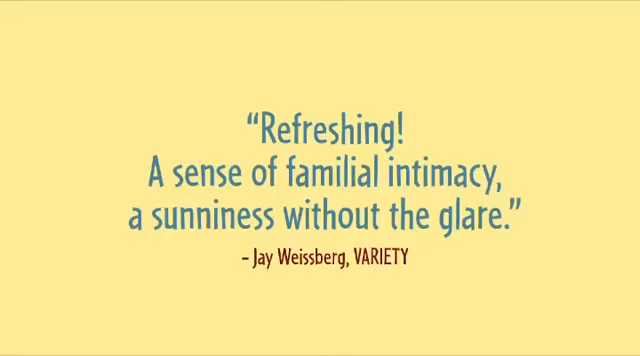 “Refreshing!
A sense of familial intimacy,
a sunniness without the glare.”
– Jay Weissberg, VARIETY